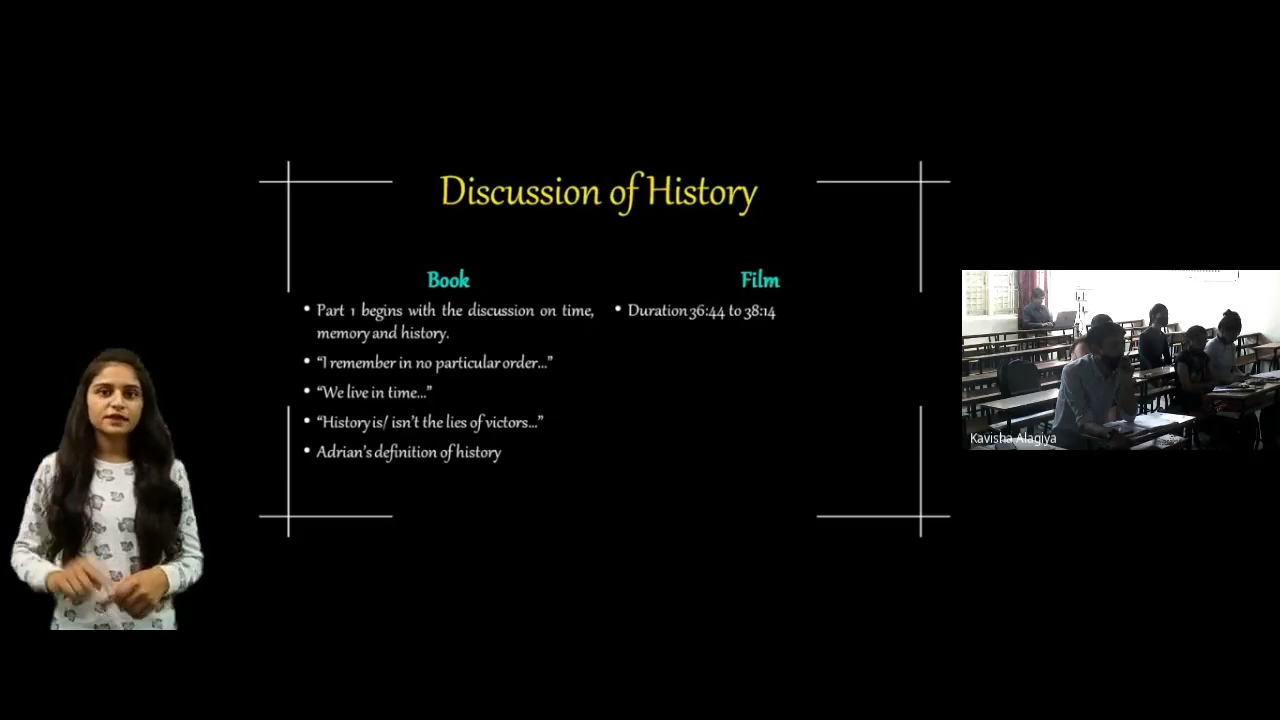 Discussion of History
Book
• Part 1 begins with the discussion on time,
memory and history.
• “I remember in no particular order...”
• “We live in time...”
• “History is/ isn’t the lies of victors...”
• Adrian’s definition of history
Film
• Duration 36:44 to 38:14
Kavisha Alagiya